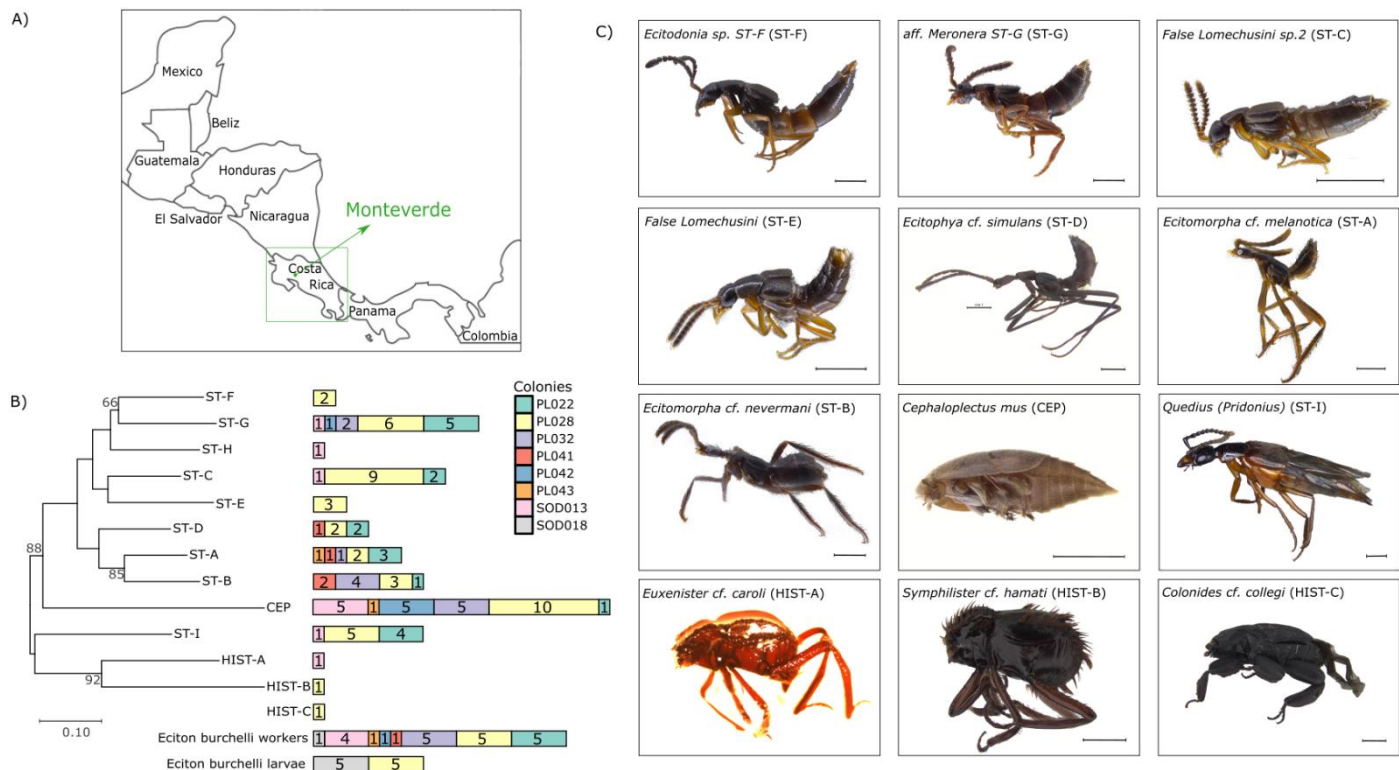 A)
Mexico
Beliz
Guatemala
Honduras
El Salvador
Nicaragua
Monteverde
Costa
Rica
Panama
Colombia
B)
ST-F
ST-G
ST-H
ST-C
ST-E
ST-D
ST-A
ST-B
CEP
ST-I
HIST-A
HIST-B
HIST-C
Eciton burchelli workers
Eciton burchelli larvae
66
88
85
92
0.10
2
1 1 2 6 5
1
1 9 2
3
1 2 2
1 1 1 2 3
2 4 3 1
5 1 5 5 10 1
1 5 4
1
1
1
1 4 1 1 1 5 5 5
5 5
Colonies
PL022
PL028
PL032
PL041
PL042
PL043
SOD013
SOD018
C)
Ecitodonia sp. ST-F (ST-F)
aff. Meronera ST-G (ST-G)
False Lomechusini sp.2 (ST-C)
False Lomechusini (ST-E)
Ecitophya cf. simulans (ST-D)
Ecitomorpha cf. melanotica (ST-A)
Ecitomorpha cf. nevermani (ST-B)
Cephaloplectus mus (CEP)
Quedius (Pridonius) (ST-I)
Euxenister cf. caroli (HIST-A)
Symphilister cf. hamati (HIST-B)
Colonides cf. collegi (HIST-C)